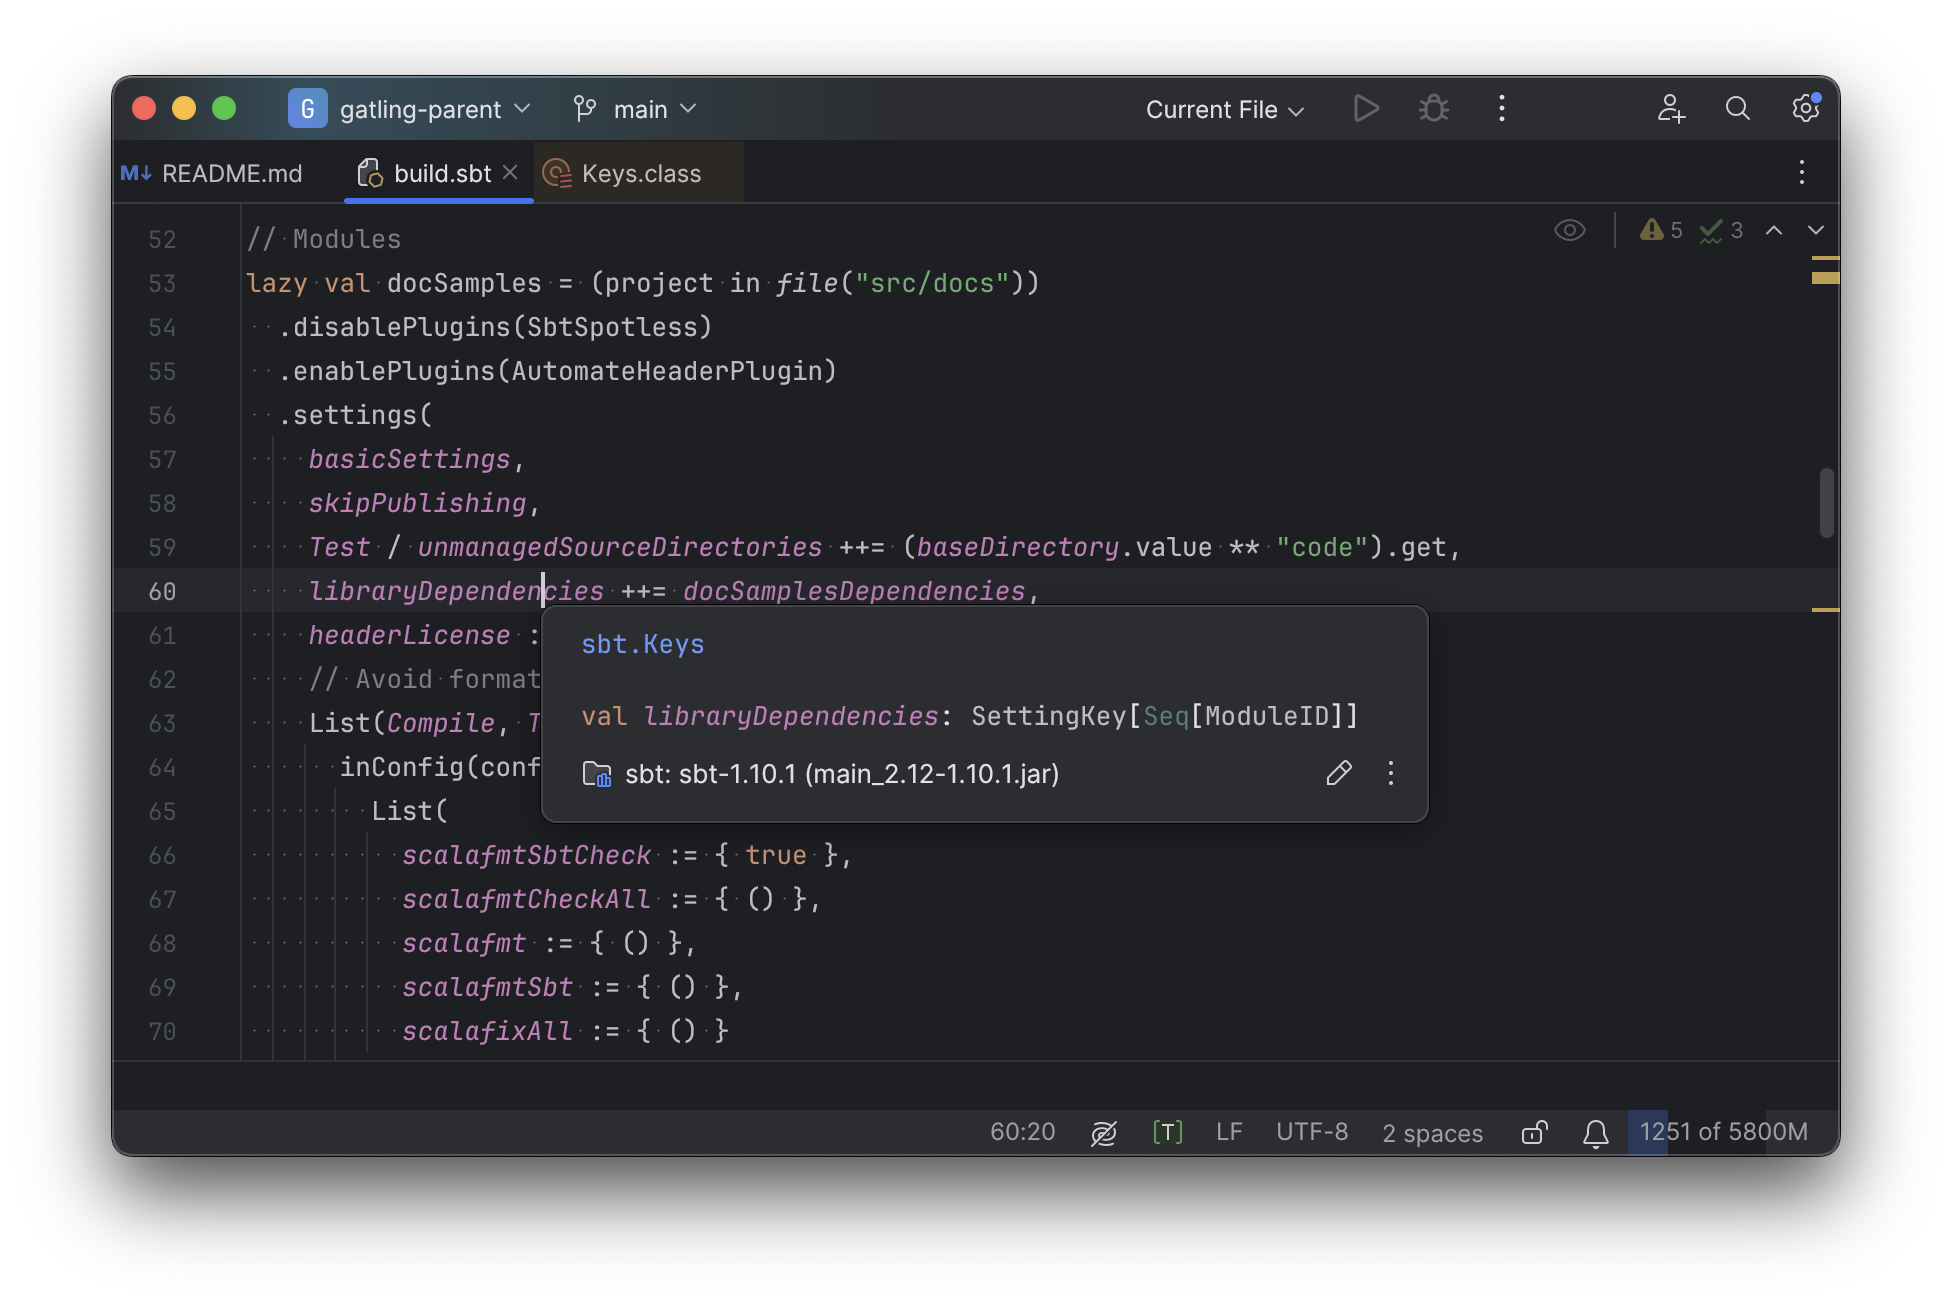 G gatling-parent main Current File
M↓ README.md build.sbt Keys.class
5 3
52 // Modules
53 lazy val docSamples = (project in file("src/docs"))
54 .disablePlugins(SbtSpotless)
55 .enablePlugins(AutomateHeaderPlugin)
56 .settings(
57 basicSettings,
58 skipPublishing,
59 Test / unmanagedSourceDirectories ++= (baseDirectory.value ** "code").get,
60 libraryDependencies ++= docSamplesDependencies,
61 headerLicense :
62 // Avoid format
63 List(Compile, T
64 inConfig(conf
65 List(
66 scalafmtSbtCheck := { true },
67 scalafmtCheckAll := { () },
68 scalafmt := { () },
69 scalafmtSbt := { () },
70 scalafixAll := { () }
sbt.Keys
val libraryDependencies: SettingKey[Seq[ModuleID]]
sbt: sbt-1.10.1 (main_2.12-1.10.1.jar)
60:20 [T] LF UTF-8 2 spaces 1251 of 5800M